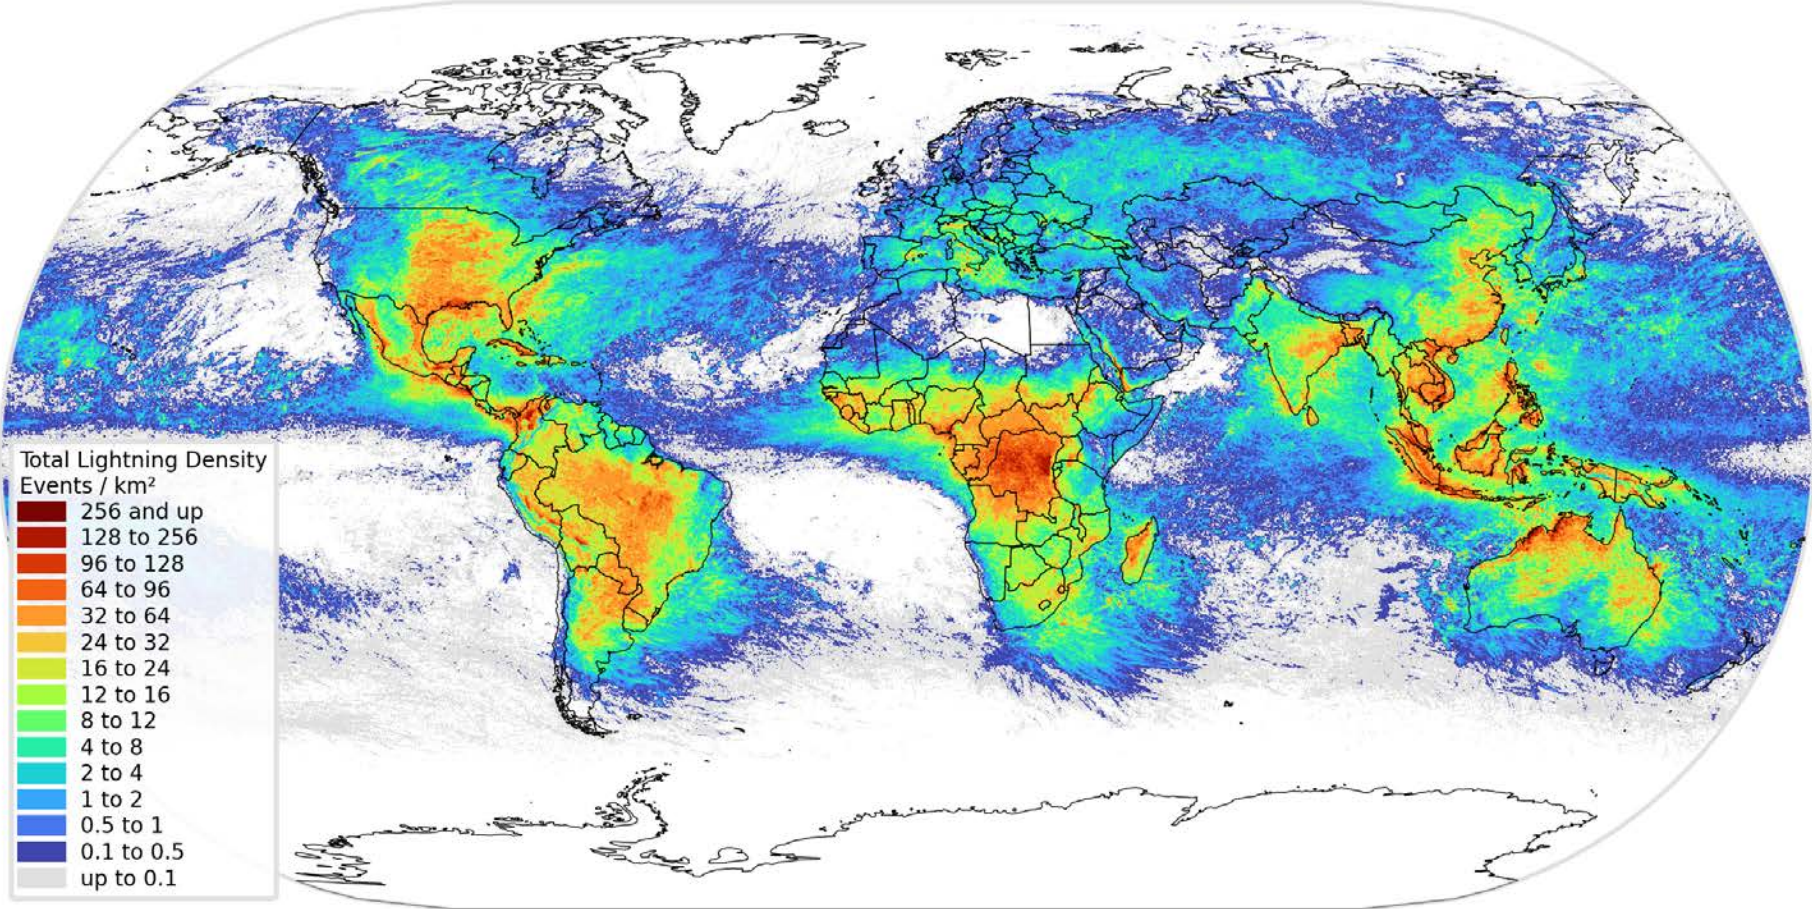 Total Lightning Density
Events / km²
256 and up
128 to 256
96 to 128
64 to 96
32 to 64
24 to 32
16 to 24
12 to 16
8 to 12
4 to 8
2 to 4
1 to 2
0.5 to 1
0.1 to 0.5
up to 0.1